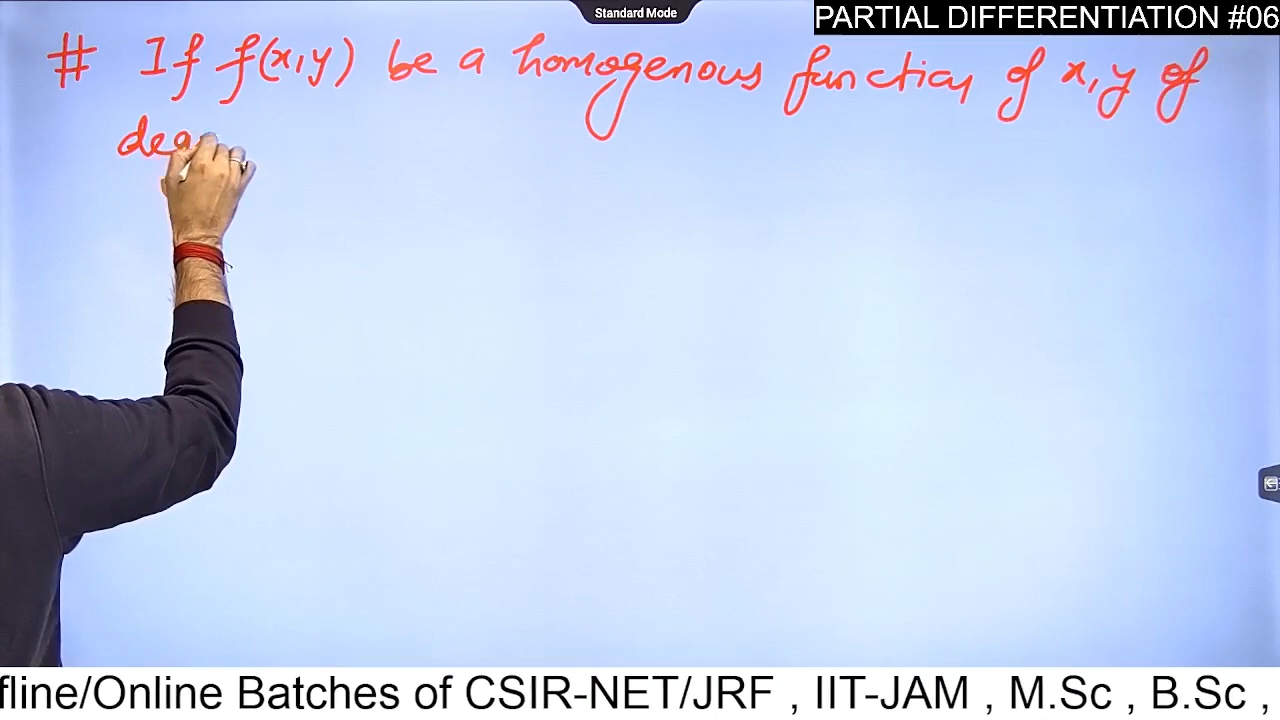 Standard Mode
PARTIAL DIFFERENTIATION #06
# If f(x,y) be a homogenous function of x,y of
deg
fline/Online Batches of CSIR-NET/JRF , IIT-JAM , M.Sc , B.Sc ,